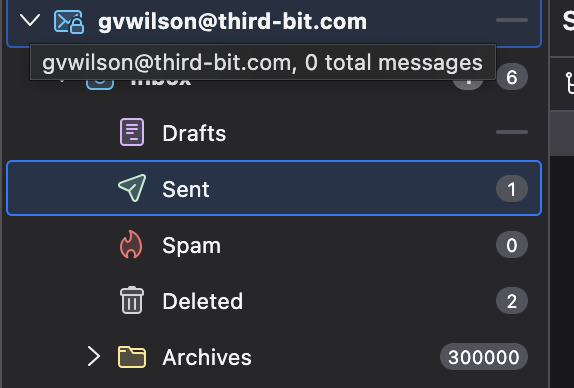 gvwilson@third-bit.com
gvwilson@third-bit.com, 0 total messages
Inbox 6
Drafts
Sent 1
Spam 0
Deleted 2
Archives 300000